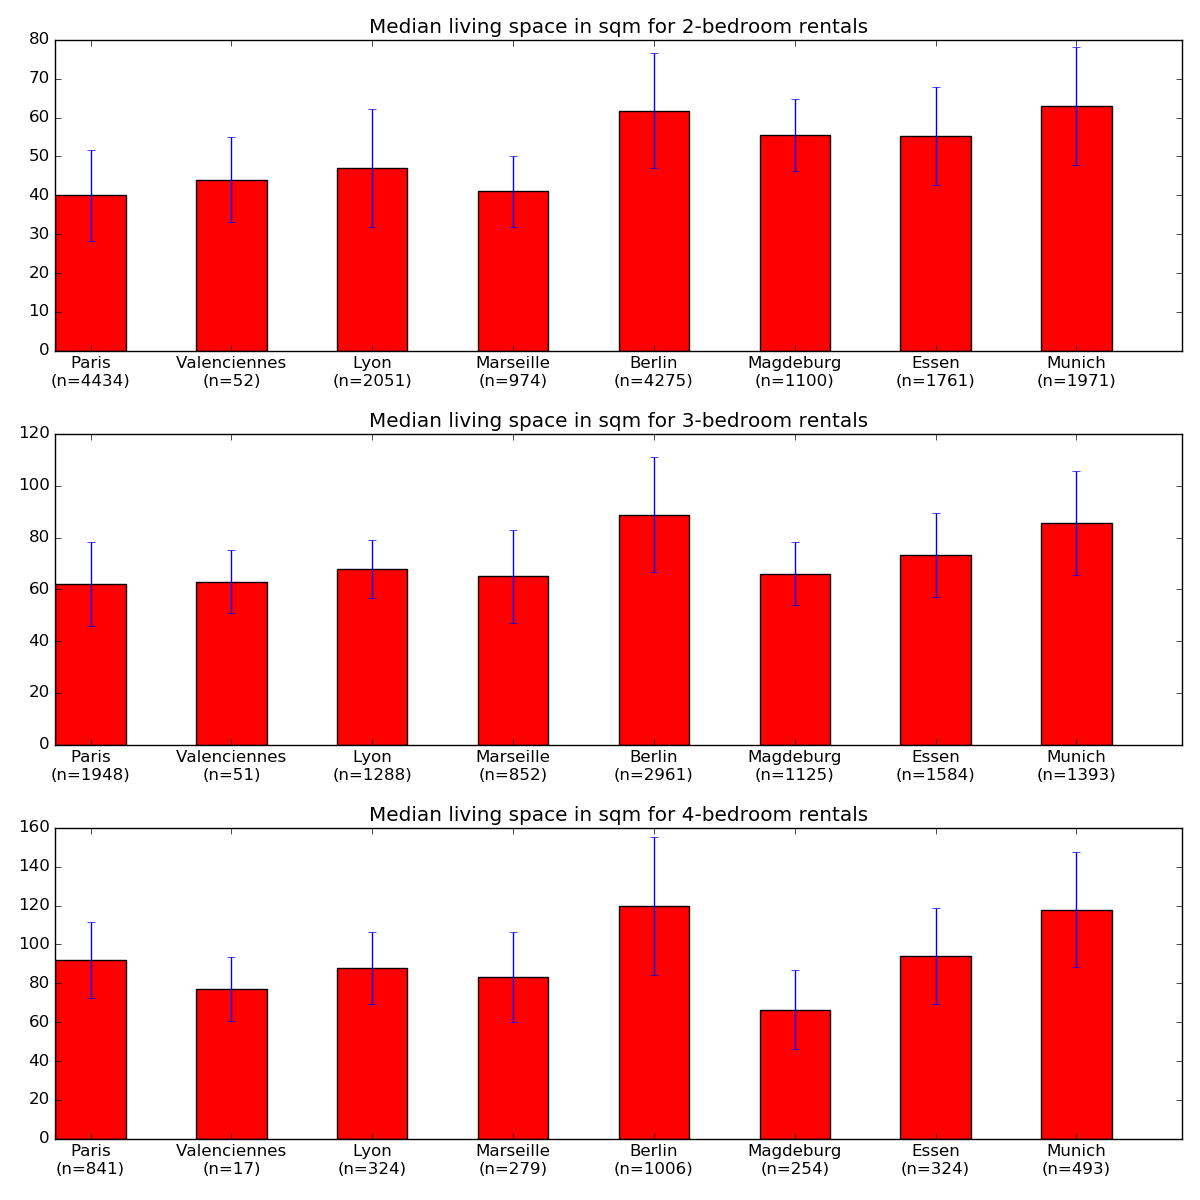 Median living space in sqm for 2-bedroom rentals
80
70
60
50
40
30
20
10
0
Paris Valenciennes Lyon Marseille Berlin Magdeburg Essen Munich
(n=4434) (n=52) (n=2051) (n=974) (n=4275) (n=1100) (n=1761) (n=1971)
Median living space in sqm for 3-bedroom rentals
120
100
80
60
40
20
0
Paris Valenciennes Lyon Marseille Berlin Magdeburg Essen Munich
(n=1948) (n=51) (n=1288) (n=852) (n=2961) (n=1125) (n=1584) (n=1393)
Median living space in sqm for 4-bedroom rentals
160
140
120
100
80
60
40
20
0
Paris Valenciennes Lyon Marseille Berlin Magdeburg Essen Munich
(n=841) (n=17) (n=324) (n=279) (n=1006) (n=254) (n=324) (n=493)